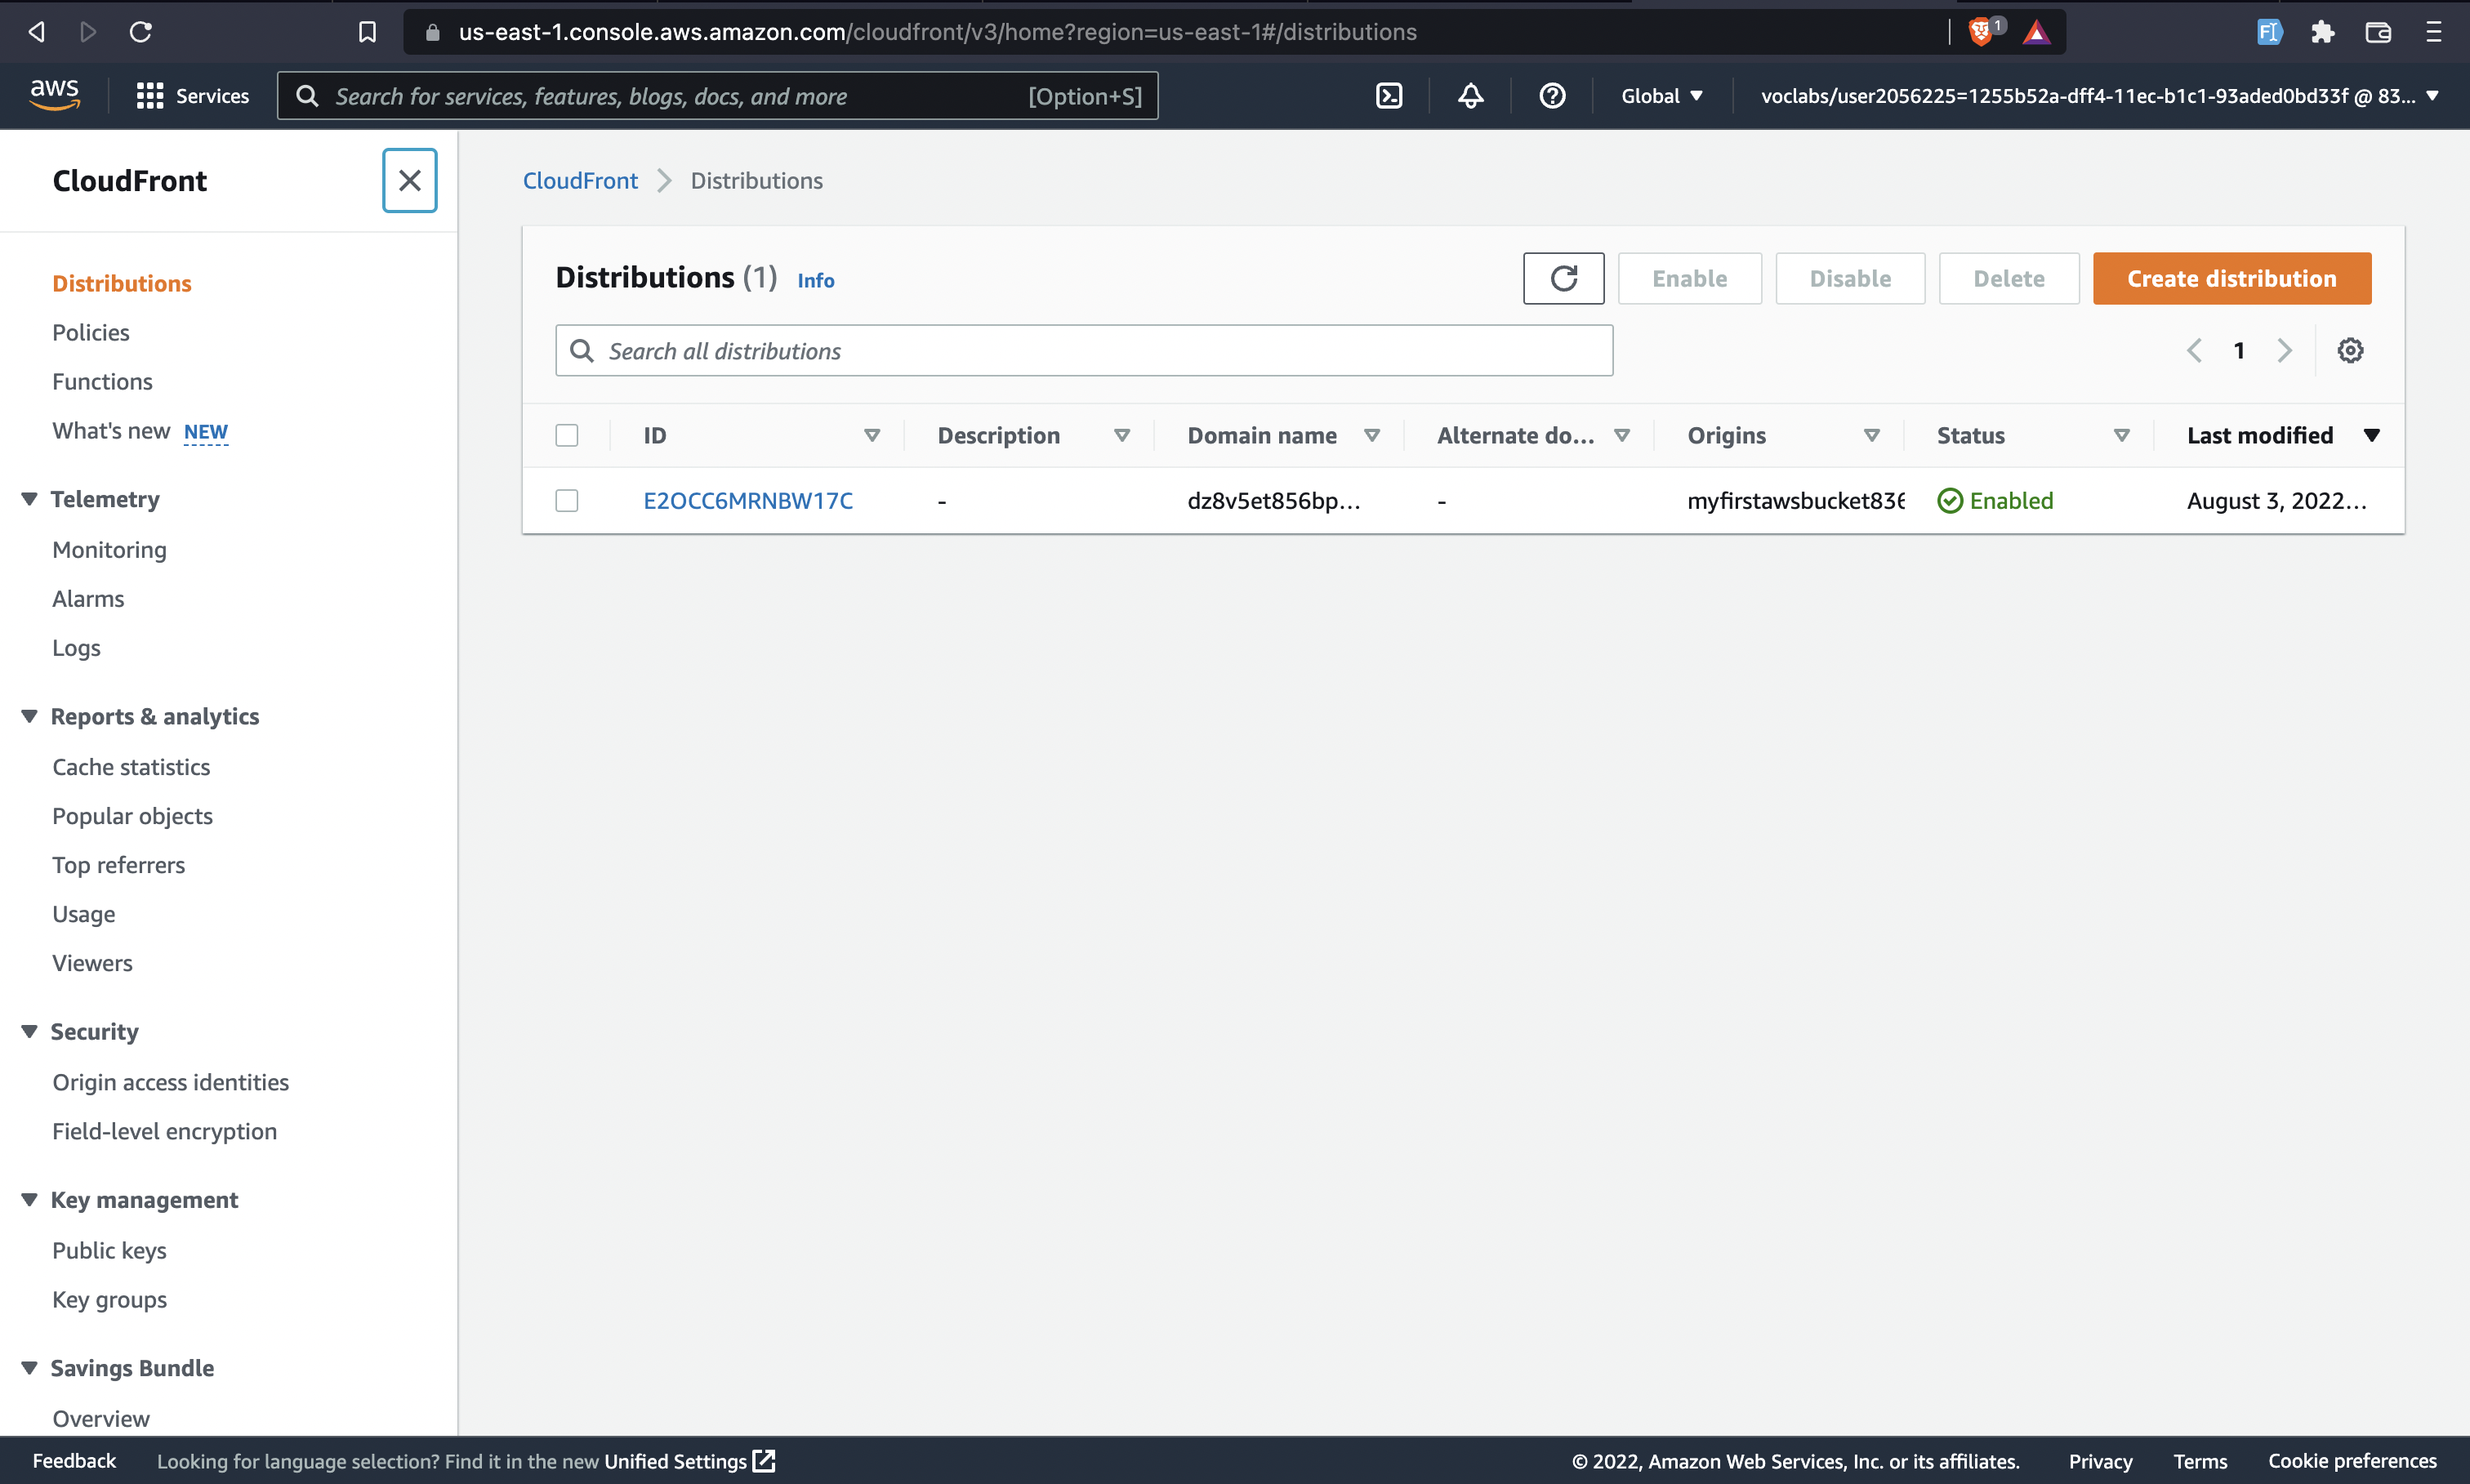 us-east-1.console.aws.amazon.com/cloudfront/v3/home?region=us-east-1#/distributions
1
aws
Services
Search for services, features, blogs, docs, and more
[Option+S]
Global
voclabs/user2056225=1255b52a-dff4-11ec-b1c1-93aded0bd33f @ 83...
CloudFront
Distributions
Policies
Functions
What's new NEW
Telemetry
Monitoring
Alarms
Logs
Reports & analytics
Cache statistics
Popular objects
Top referrers
Usage
Viewers
Security
Origin access identities
Field-level encryption
Key management
Public keys
Key groups
Savings Bundle
Overview
CloudFront > Distributions
Distributions (1) Info
Enable
Disable
Delete
Create distribution
Search all distributions
1
ID Description Domain name Alternate do... Origins Status Last modified
E2OCC6MRNBW17C - dz8v5et856bp... - myfirstawsbucket836 Enabled August 3, 2022...
Feedback
Looking for language selection? Find it in the new Unified Settings
© 2022, Amazon Web Services, Inc. or its affiliates.
Privacy
Terms
Cookie preferences